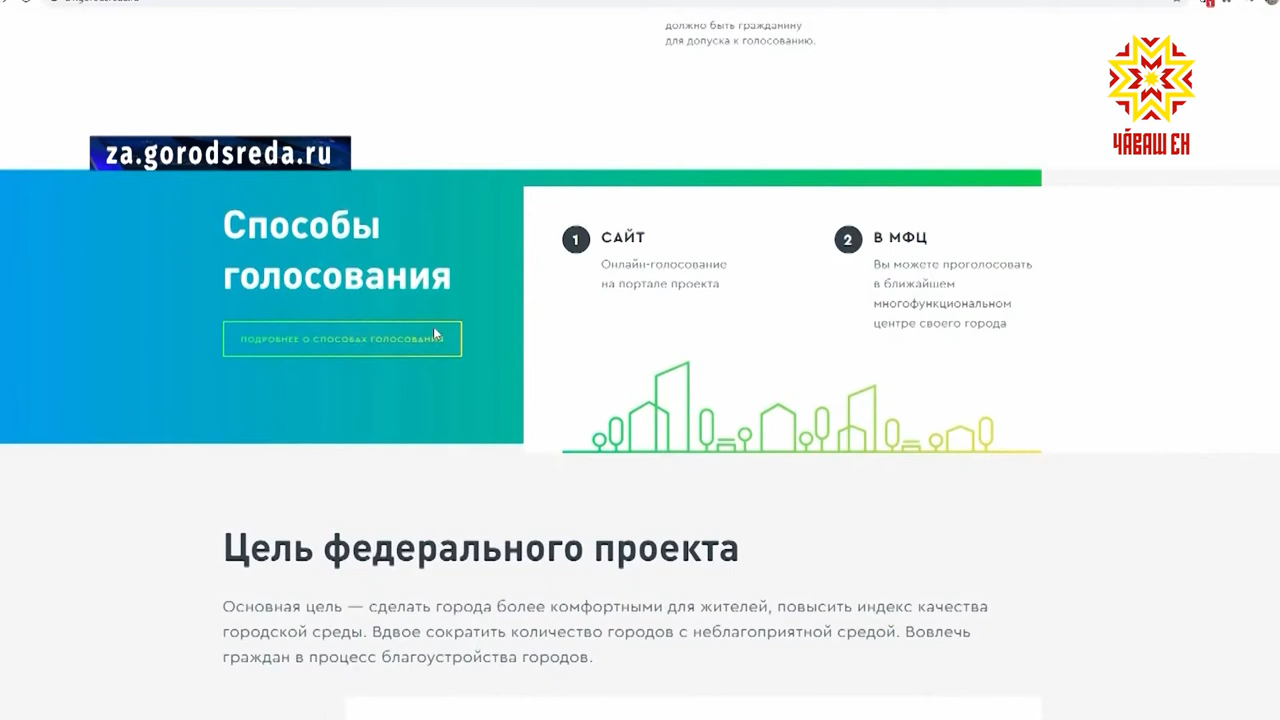 должно быть гражданину
для допуска к голосованию.
ЧӐВАШ ЕН
za.gorodsreda.ru
Способы
голосования
ПОДРОБНЕЕ О СПОСОБАХ ГОЛОСОВАНИЯ
1 САЙТ
Онлайн-голосование
на портале проекта
2 В МФЦ
Вы можете проголосовать
в ближайшем
многофункциональном
центре своего города
Цель федерального проекта
Основная цель — сделать города более комфортными для жителей, повысить индекс качества
городской среды. Вдвое сократить количество городов с неблагоприятной средой. Вовлечь
граждан в процесс благоустройства городов.